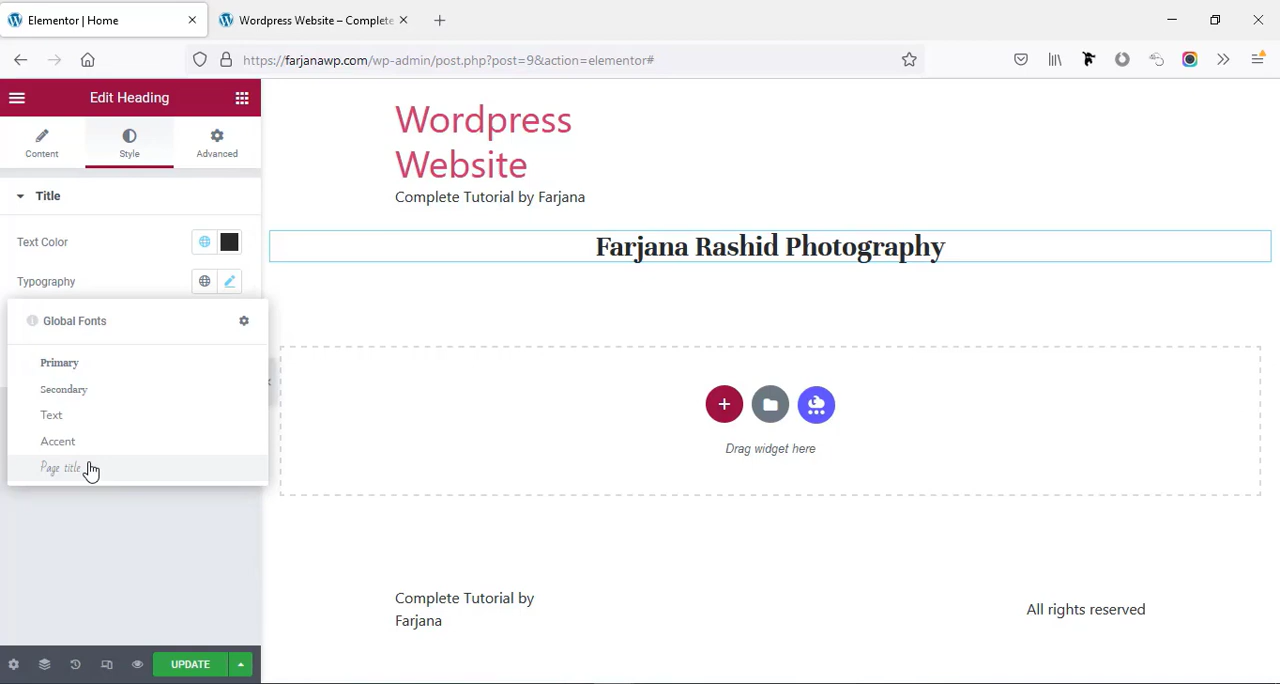 Elementor | Home
Wordpress Website – Complete
https://farjanawp.com/wp-admin/post.php?post=9&action=elementor#
Edit Heading
Content
Style
Advanced
Title
Text Color
Typography
Global Fonts
Primary
Secondary
Text
Accent
Page title
UPDATE
Wordpress
Website
Complete Tutorial by Farjana
Farjana Rashid Photography
Drag widget here
Complete Tutorial by
Farjana
All rights reserved